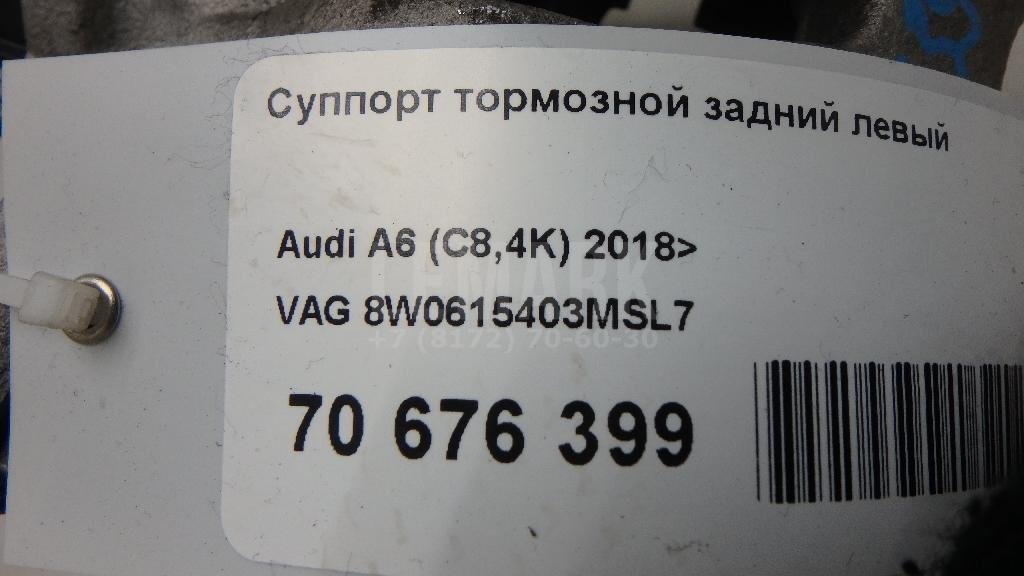 Суппорт тормозной задний левый
Audi A6 (C8,4K) 2018>
LEMARK
VAG 8W0615403MSL7
+7 (8172) 70-60-30
70 676 399